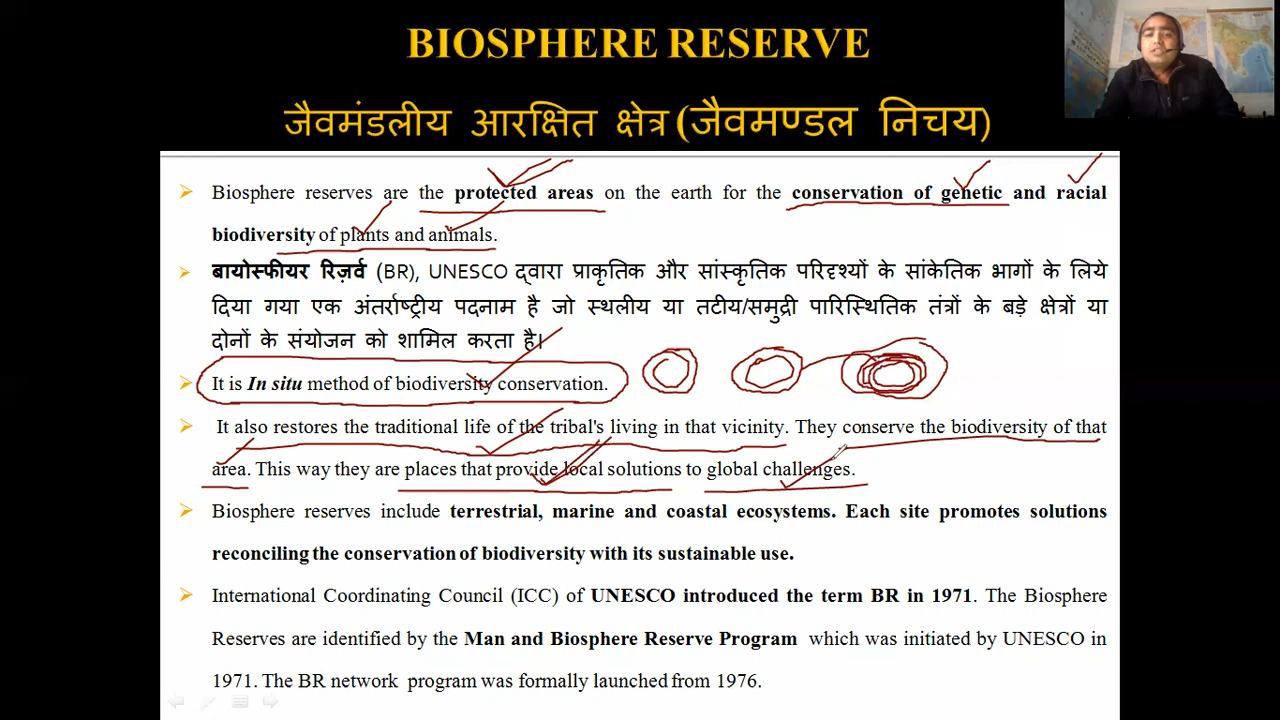 BIOSPHERE RESERVE
जैवमंडलीय आरक्षित क्षेत्र (जैवमण्डल निचय)
➢ Biosphere reserves are the protected areas on the earth for the conservation of genetic and racial
biodiversity of plants and animals.
➢ बायोस्फीयर रिज़र्व (BR), UNESCO द्वारा प्राकृतिक और सांस्कृतिक परिदृश्यों के सांकेतिक भागों के लिये
दिया गया एक अंतर्राष्ट्रीय पदनाम है जो स्थलीय या तटीय/समुद्री पारिस्थितिक तंत्रों के बड़े क्षेत्रों या
दोनों के संयोजन को शामिल करता है।
➢ It is In situ method of biodiversity conservation.
➢ It also restores the traditional life of the tribal's living in that vicinity. They conserve the biodiversity of that
area. This way they are places that provide local solutions to global challenges.
➢ Biosphere reserves include terrestrial, marine and coastal ecosystems. Each site promotes solutions
reconciling the conservation of biodiversity with its sustainable use.
➢ International Coordinating Council (ICC) of UNESCO introduced the term BR in 1971. The Biosphere
Reserves are identified by the Man and Biosphere Reserve Program which was initiated by UNESCO in
1971. The BR network program was formally launched from 1976.